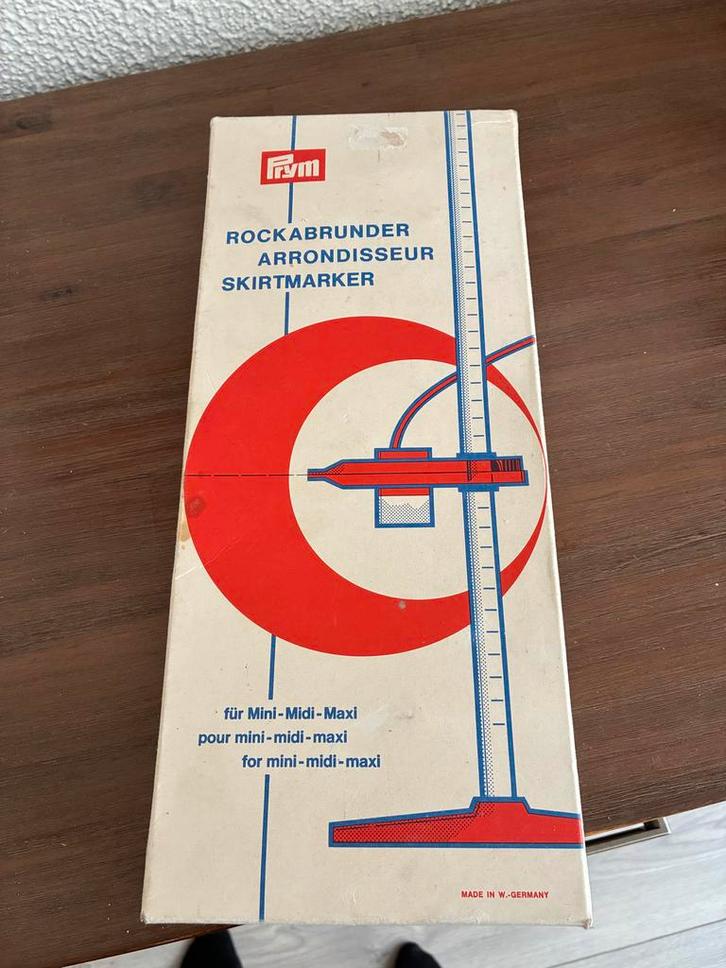 Prym
ROCKABRUNDER
ARRONDISSEUR
SKIRTMARKER
für Mini-Midi-Maxi
pour mini-midi-maxi
for mini-midi-maxi
MADE IN W.-GERMANY